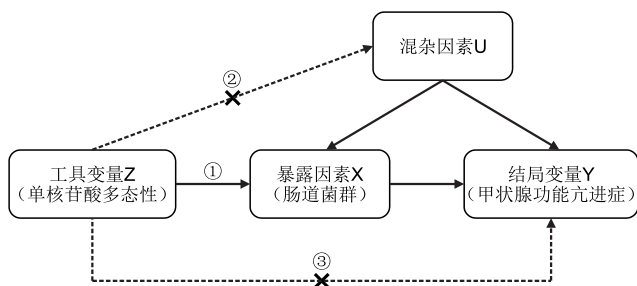 混杂因素U
②
工具变量Z
（单核苷酸多态性）
①
暴露因素X
（肠道菌群）
结局变量Y
（甲状腺功能亢进症）
③